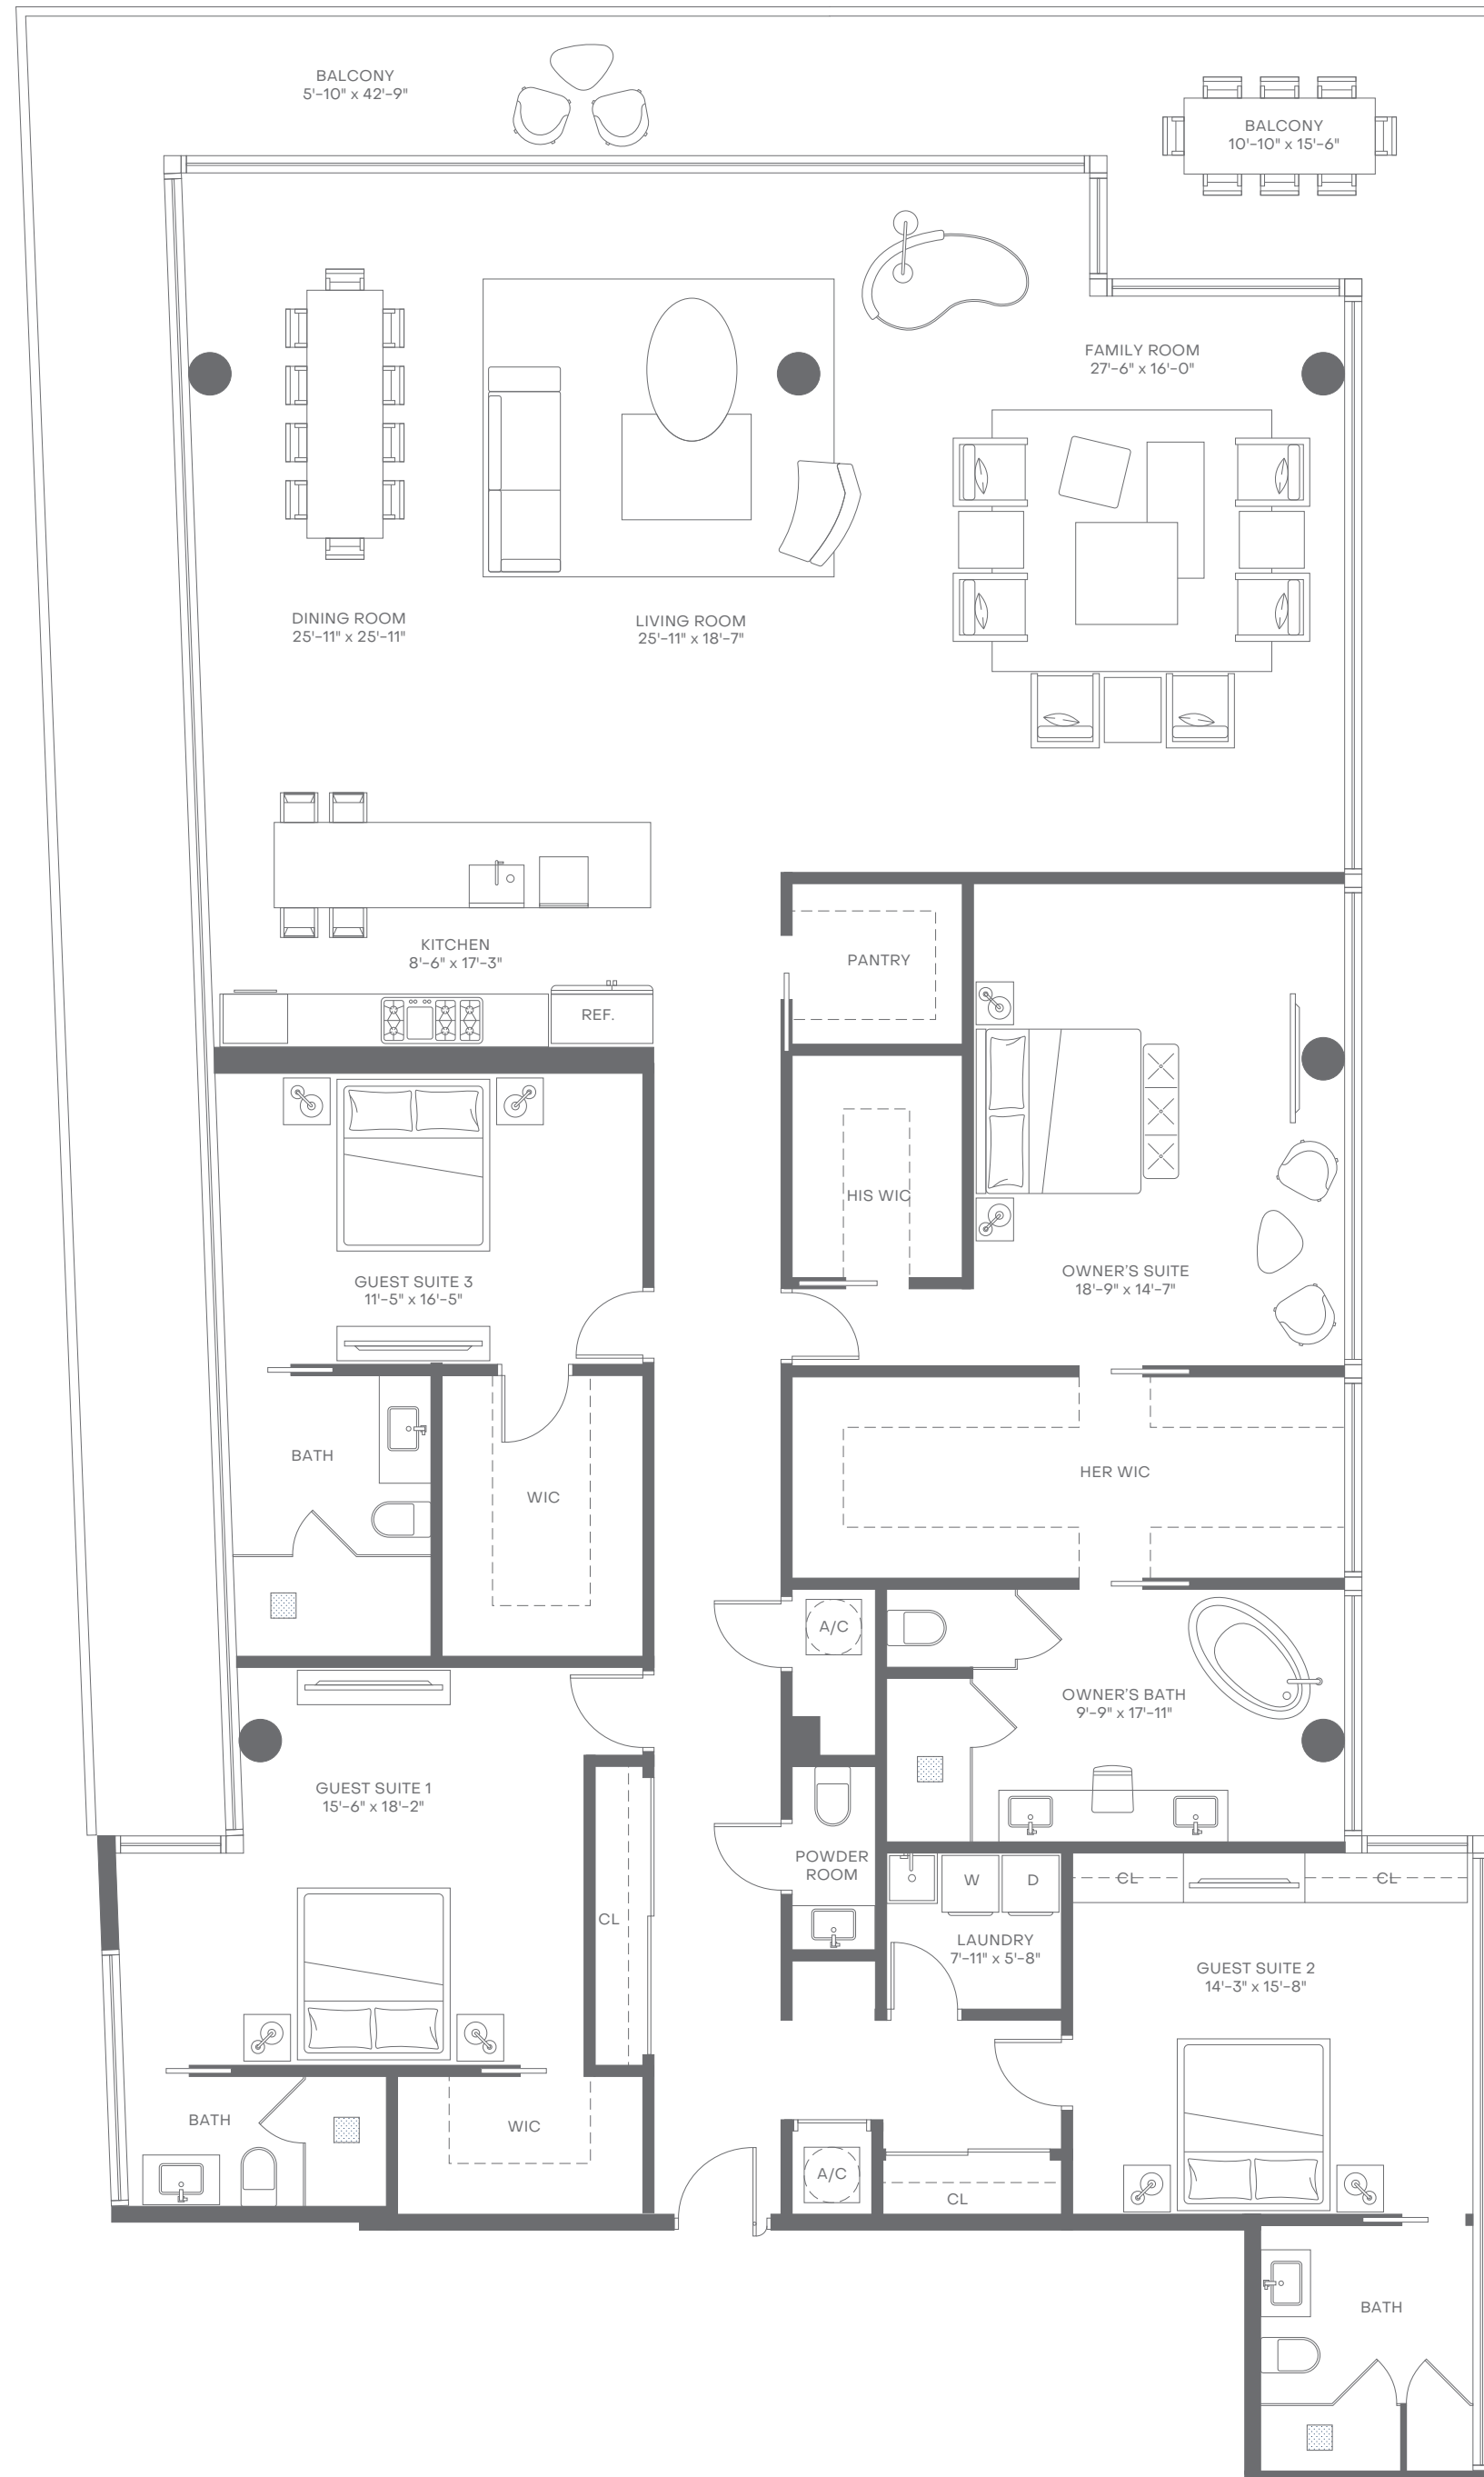 BALCONY
5'-10" x 42'-9"
BALCONY
10'-10" x 15'-6"
FAMILY ROOM
27'-6" x 16'-0"
DINING ROOM
25'-11" x 25'-11"
LIVING ROOM
25'-11" x 18'-7"
KITCHEN
8'-6" x 17'-3"
PANTRY
REF.
HIS WIC
OWNER'S SUITE
18'-9" x 14'-7"
GUEST SUITE 3
11'-5" x 16'-5"
BATH
WIC
HER WIC
A/C
OWNER'S BATH
9'-9" x 17'-11"
GUEST SUITE 1
15'-6" x 18'-2"
POWDER
ROOM
W
D
CL
CL
CL
LAUNDRY
7'-11" x 5'-8"
GUEST SUITE 2
14'-3" x 15'-8"
BATH
WIC
A/C
CL
BATH